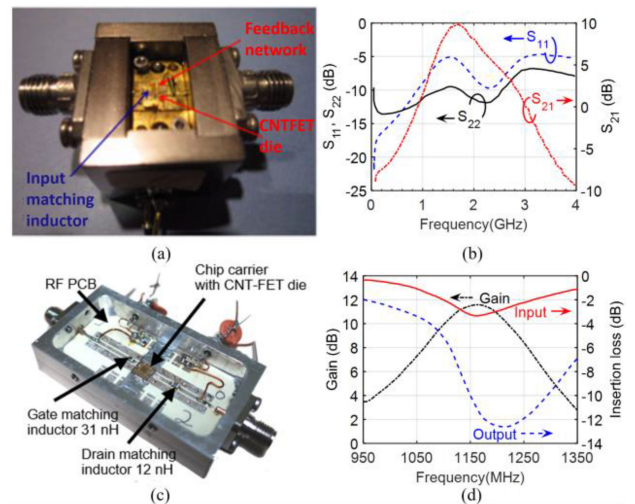 Feedback
network
CNTFET
die
Input
matching
inductor
(a)
S11, S22 (dB)
0
-5
-10
-15
-20
-25
0
1
2
3
4
Frequency(GHz)
10
5
0
-5
-10
S21 (dB)
S11
S21
S22
(b)
Chip carrier
with CNT-FET die
RF PCB
Gate matching
inductor 31 nH
Drain matching
inductor 12 nH
2
(c)
Gain (dB)
14
12
10
8
6
4
2
0
950
1050
1150
1250
1350
Frequency(MHz)
0
-2
-4
-6
-8
-10
-12
-14
Insertion loss (dB)
Gain
Input
Output
(d)